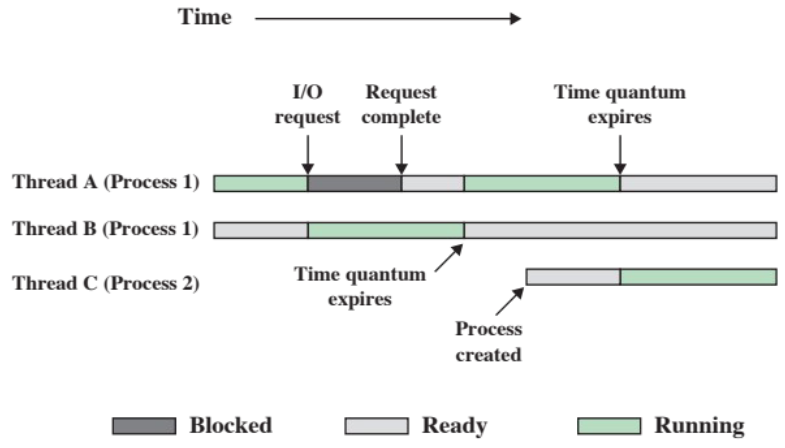 Time
I/O
request
Request
complete
Time quantum
expires
Thread A (Process 1)
Thread B (Process 1)
Thread C (Process 2)
Time quantum
expires
Process
created
Blocked
Ready
Running